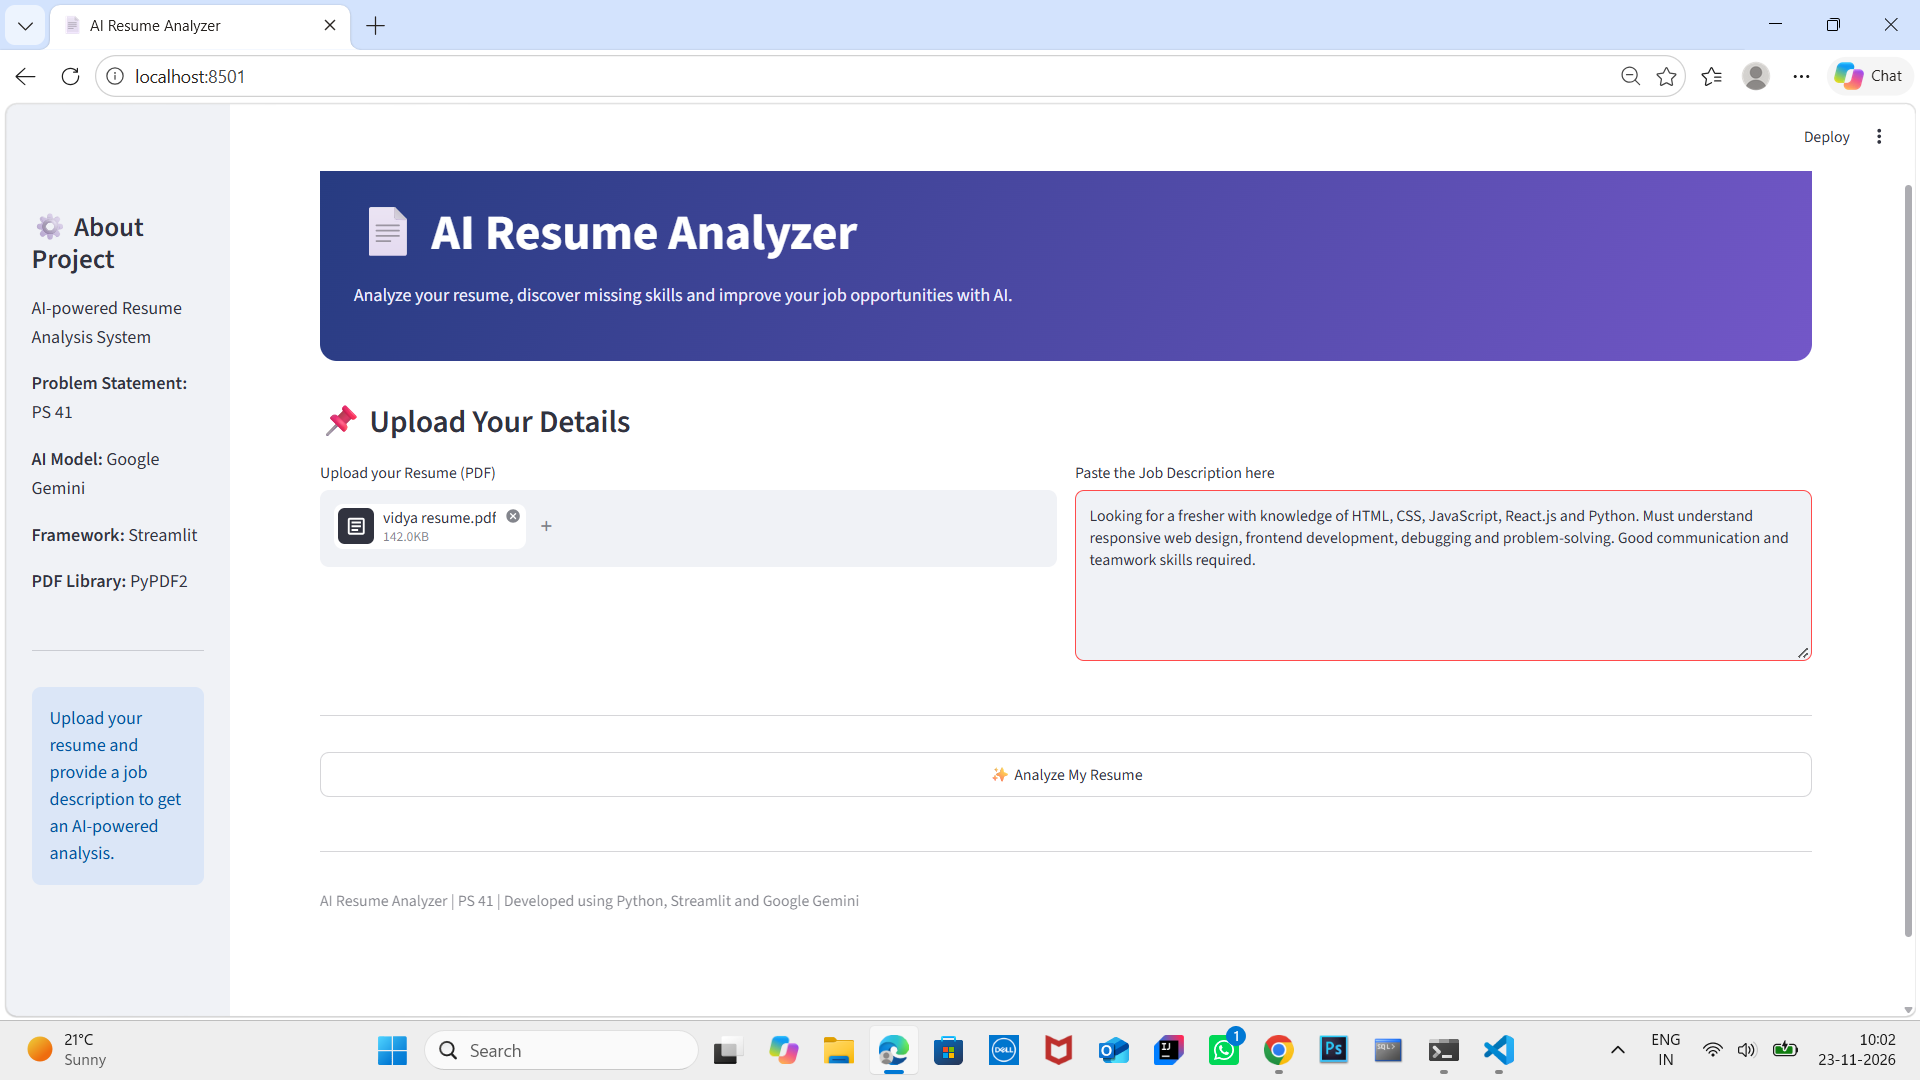 AI Resume Analyzer
localhost:8501
Chat
Deploy
About
Project
AI-powered Resume
Analysis System
Problem Statement:
PS 41
AI Model: Google
Gemini
Framework: Streamlit
PDF Library: PyPDF2
Upload your
resume and
provide a job
description to get
an AI-powered
analysis.
AI Resume Analyzer
Analyze your resume, discover missing skills and improve your job opportunities with AI.
Upload Your Details
Upload your Resume (PDF)
vidya resume.pdf
142.0KB
Paste the Job Description here
Looking for a fresher with knowledge of HTML, CSS, JavaScript, React.js and Python. Must understand
responsive web design, frontend development, debugging and problem-solving. Good communication and
teamwork skills required.
✨ Analyze My Resume
AI Resume Analyzer | PS 41 | Developed using Python, Streamlit and Google Gemini
21°C
Sunny
Search
DELL
IJ
1
Ps
SQL>
ENG
IN
10:02
23-11-2026